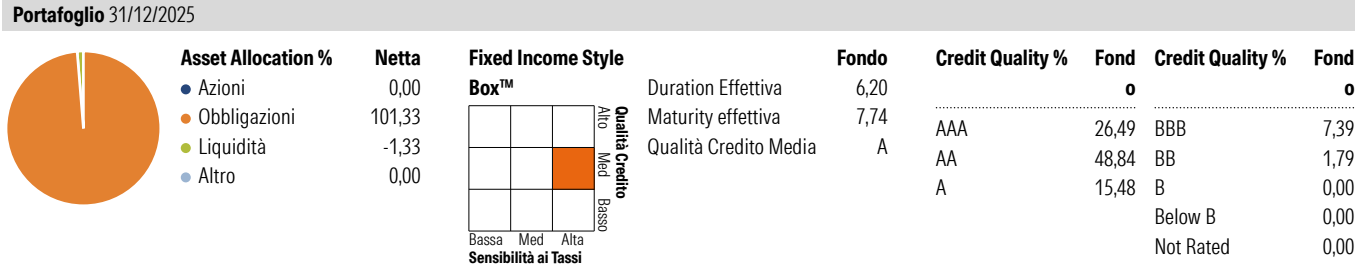 Portafoglio 31/12/2025
Asset Allocation % Netta
Azioni 0,00
Obbligazioni 101,33
Liquidità -1,33
Altro 0,00
Fixed Income Style Box™
Alto Med Basso
Qualità Credito
Bassa Med Alta
Sensibilità ai Tassi
Fondo
Duration Effettiva 6,20
Maturity effettiva 7,74
Qualità Credito Media A
Credit Quality % Fondo
AAA 26,49
AA 48,84
A 15,48
Credit Quality % Fondo
BBB 7,39
BB 1,79
B 0,00
Below B 0,00
Not Rated 0,00